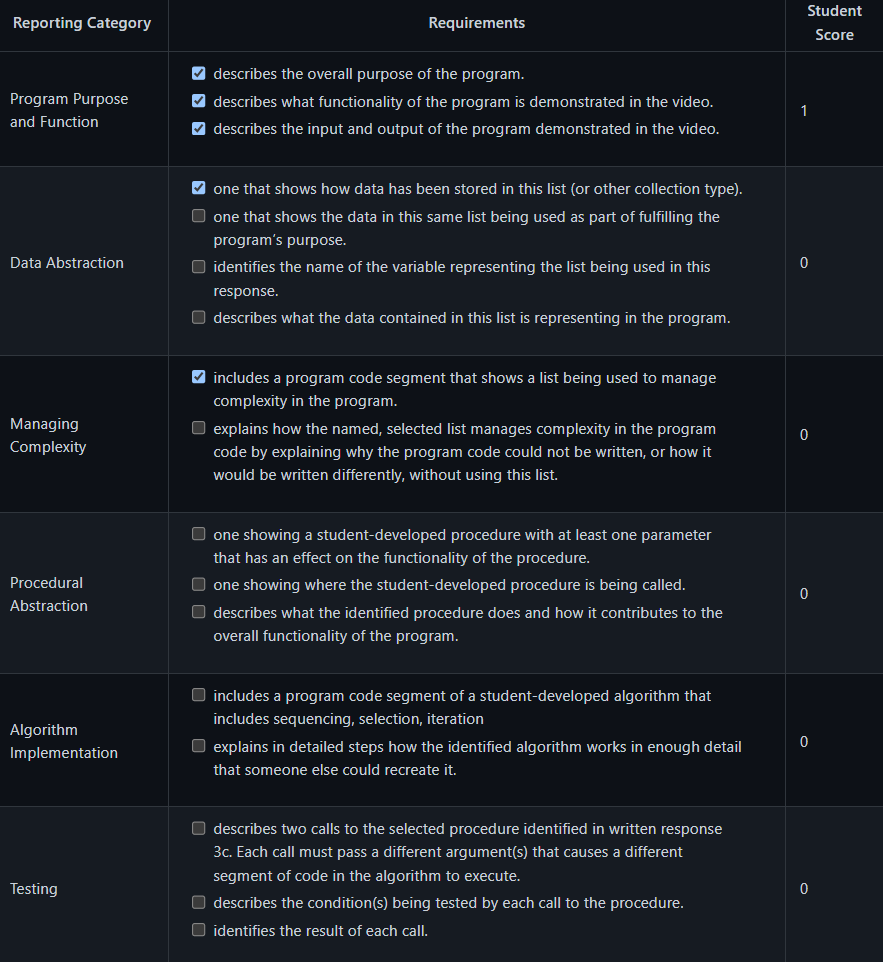 Reporting Category
Requirements
Student
Score
Program Purpose
and Function
describes the overall purpose of the program.
describes what functionality of the program is demonstrated in the video.
describes the input and output of the program demonstrated in the video.
1
Data Abstraction
one that shows how data has been stored in this list (or other collection type).
one that shows the data in this same list being used as part of fulfilling the
program's purpose.
identifies the name of the variable representing the list being used in this
response.
describes what the data contained in this list is representing in the program.
0
Managing
Complexity
includes a program code segment that shows a list being used to manage
complexity in the program.
explains how the named, selected list manages complexity in the program
code by explaining why the program code could not be written, or how it
would be written differently, without using this list.
0
Procedural
Abstraction
one showing a student-developed procedure with at least one parameter
that has an effect on the functionality of the procedure.
one showing where the student-developed procedure is being called.
describes what the identified procedure does and how it contributes to the
overall functionality of the program.
0
Algorithm
Implementation
includes a program code segment of a student-developed algorithm that
includes sequencing, selection, iteration
explains in detailed steps how the identified algorithm works in enough detail
that someone else could recreate it.
0
Testing
describes two calls to the selected procedure identified in written response
3c. Each call must pass a different argument(s) that causes a different
segment of code in the algorithm to execute.
describes the condition(s) being tested by each call to the procedure.
identifies the result of each call.
0